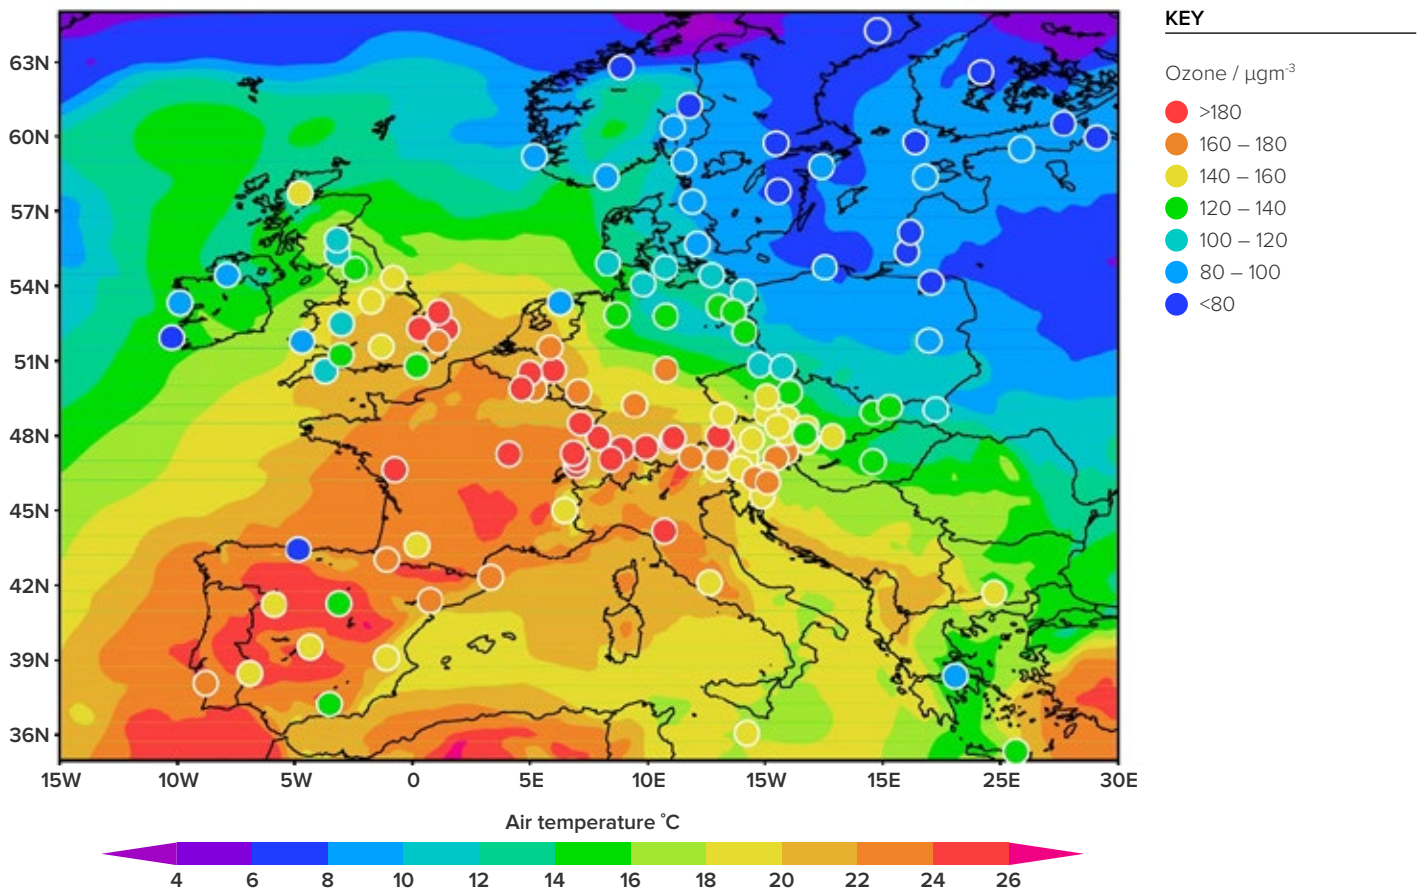 KEY
Ozone / µgm-3
>180
160 – 180
140 – 160
120 – 140
100 – 120
80 – 100
<80
63N
60N
57N
54N
51N
48N
45N
42N
39N
36N
15W 10W 5W 0 5E 10E 15W 15E 25E 30E
Air temperature °C
4 6 8 10 12 14 16 18 20 22 24 26